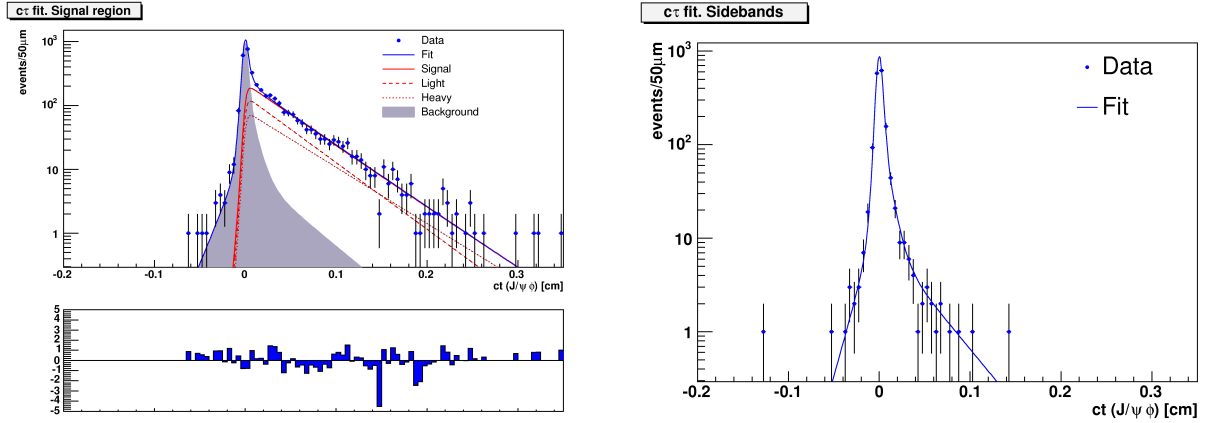 cτ fit. Signal region
events/50μm
10³
10²
10
1
Data
Fit
Signal
Light
Heavy
Background
-0.2 -0.1 0 0.1 0.2 0.3
ct (J/ψ φ) [cm]
5
4
3
2
1
0
-1
-2
-3
-4
-5
cτ fit. Sidebands
events/50μm
10³
10²
10
1
Data
Fit
-0.2 -0.1 0 0.1 0.2 0.3
ct (J/ψ φ) [cm]